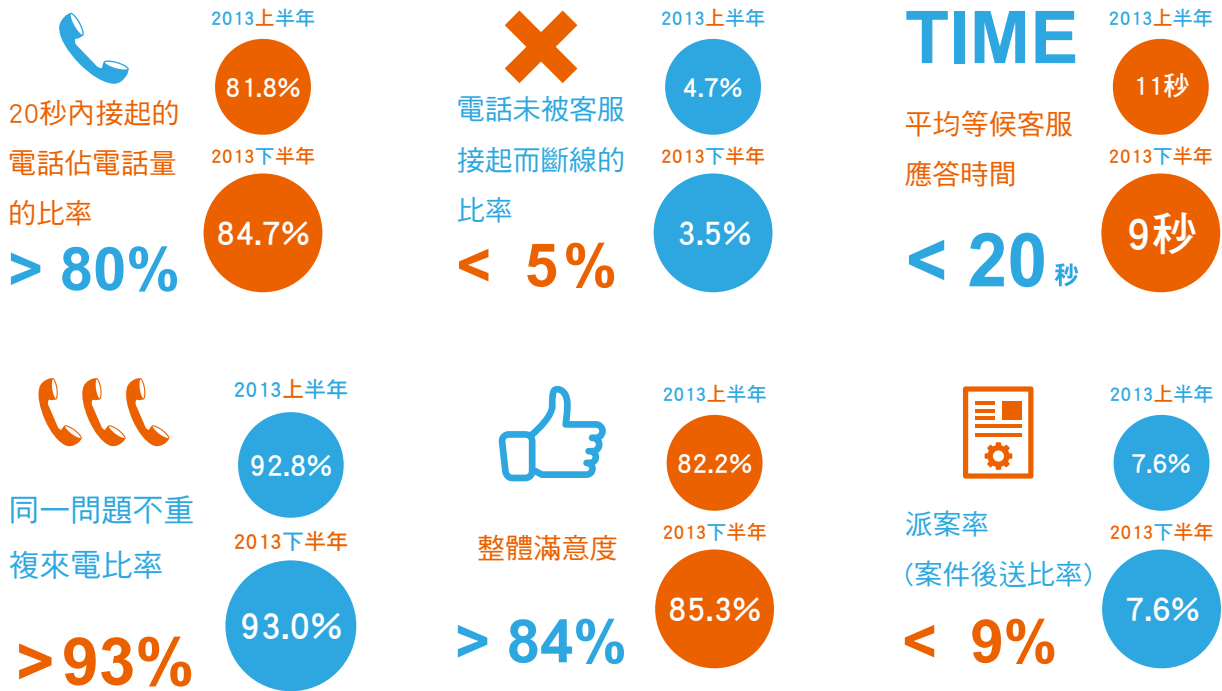 2013上半年
81.8%
20秒內接起的
電話佔電話量
的比率
2013下半年
84.7%
> 80%
2013上半年
4.7%
電話未被客服
接起而斷線的
比率
2013下半年
3.5%
< 5%
TIME
2013上半年
11秒
平均等候客服
應答時間
2013下半年
9秒
< 20 秒
2013上半年
92.8%
同一問題不重
複來電比率
2013下半年
93.0%
>93%
2013上半年
82.2%
整體滿意度
2013下半年
85.3%
> 84%
2013上半年
7.6%
派案率
(案件後送比率)
2013下半年
7.6%
< 9%